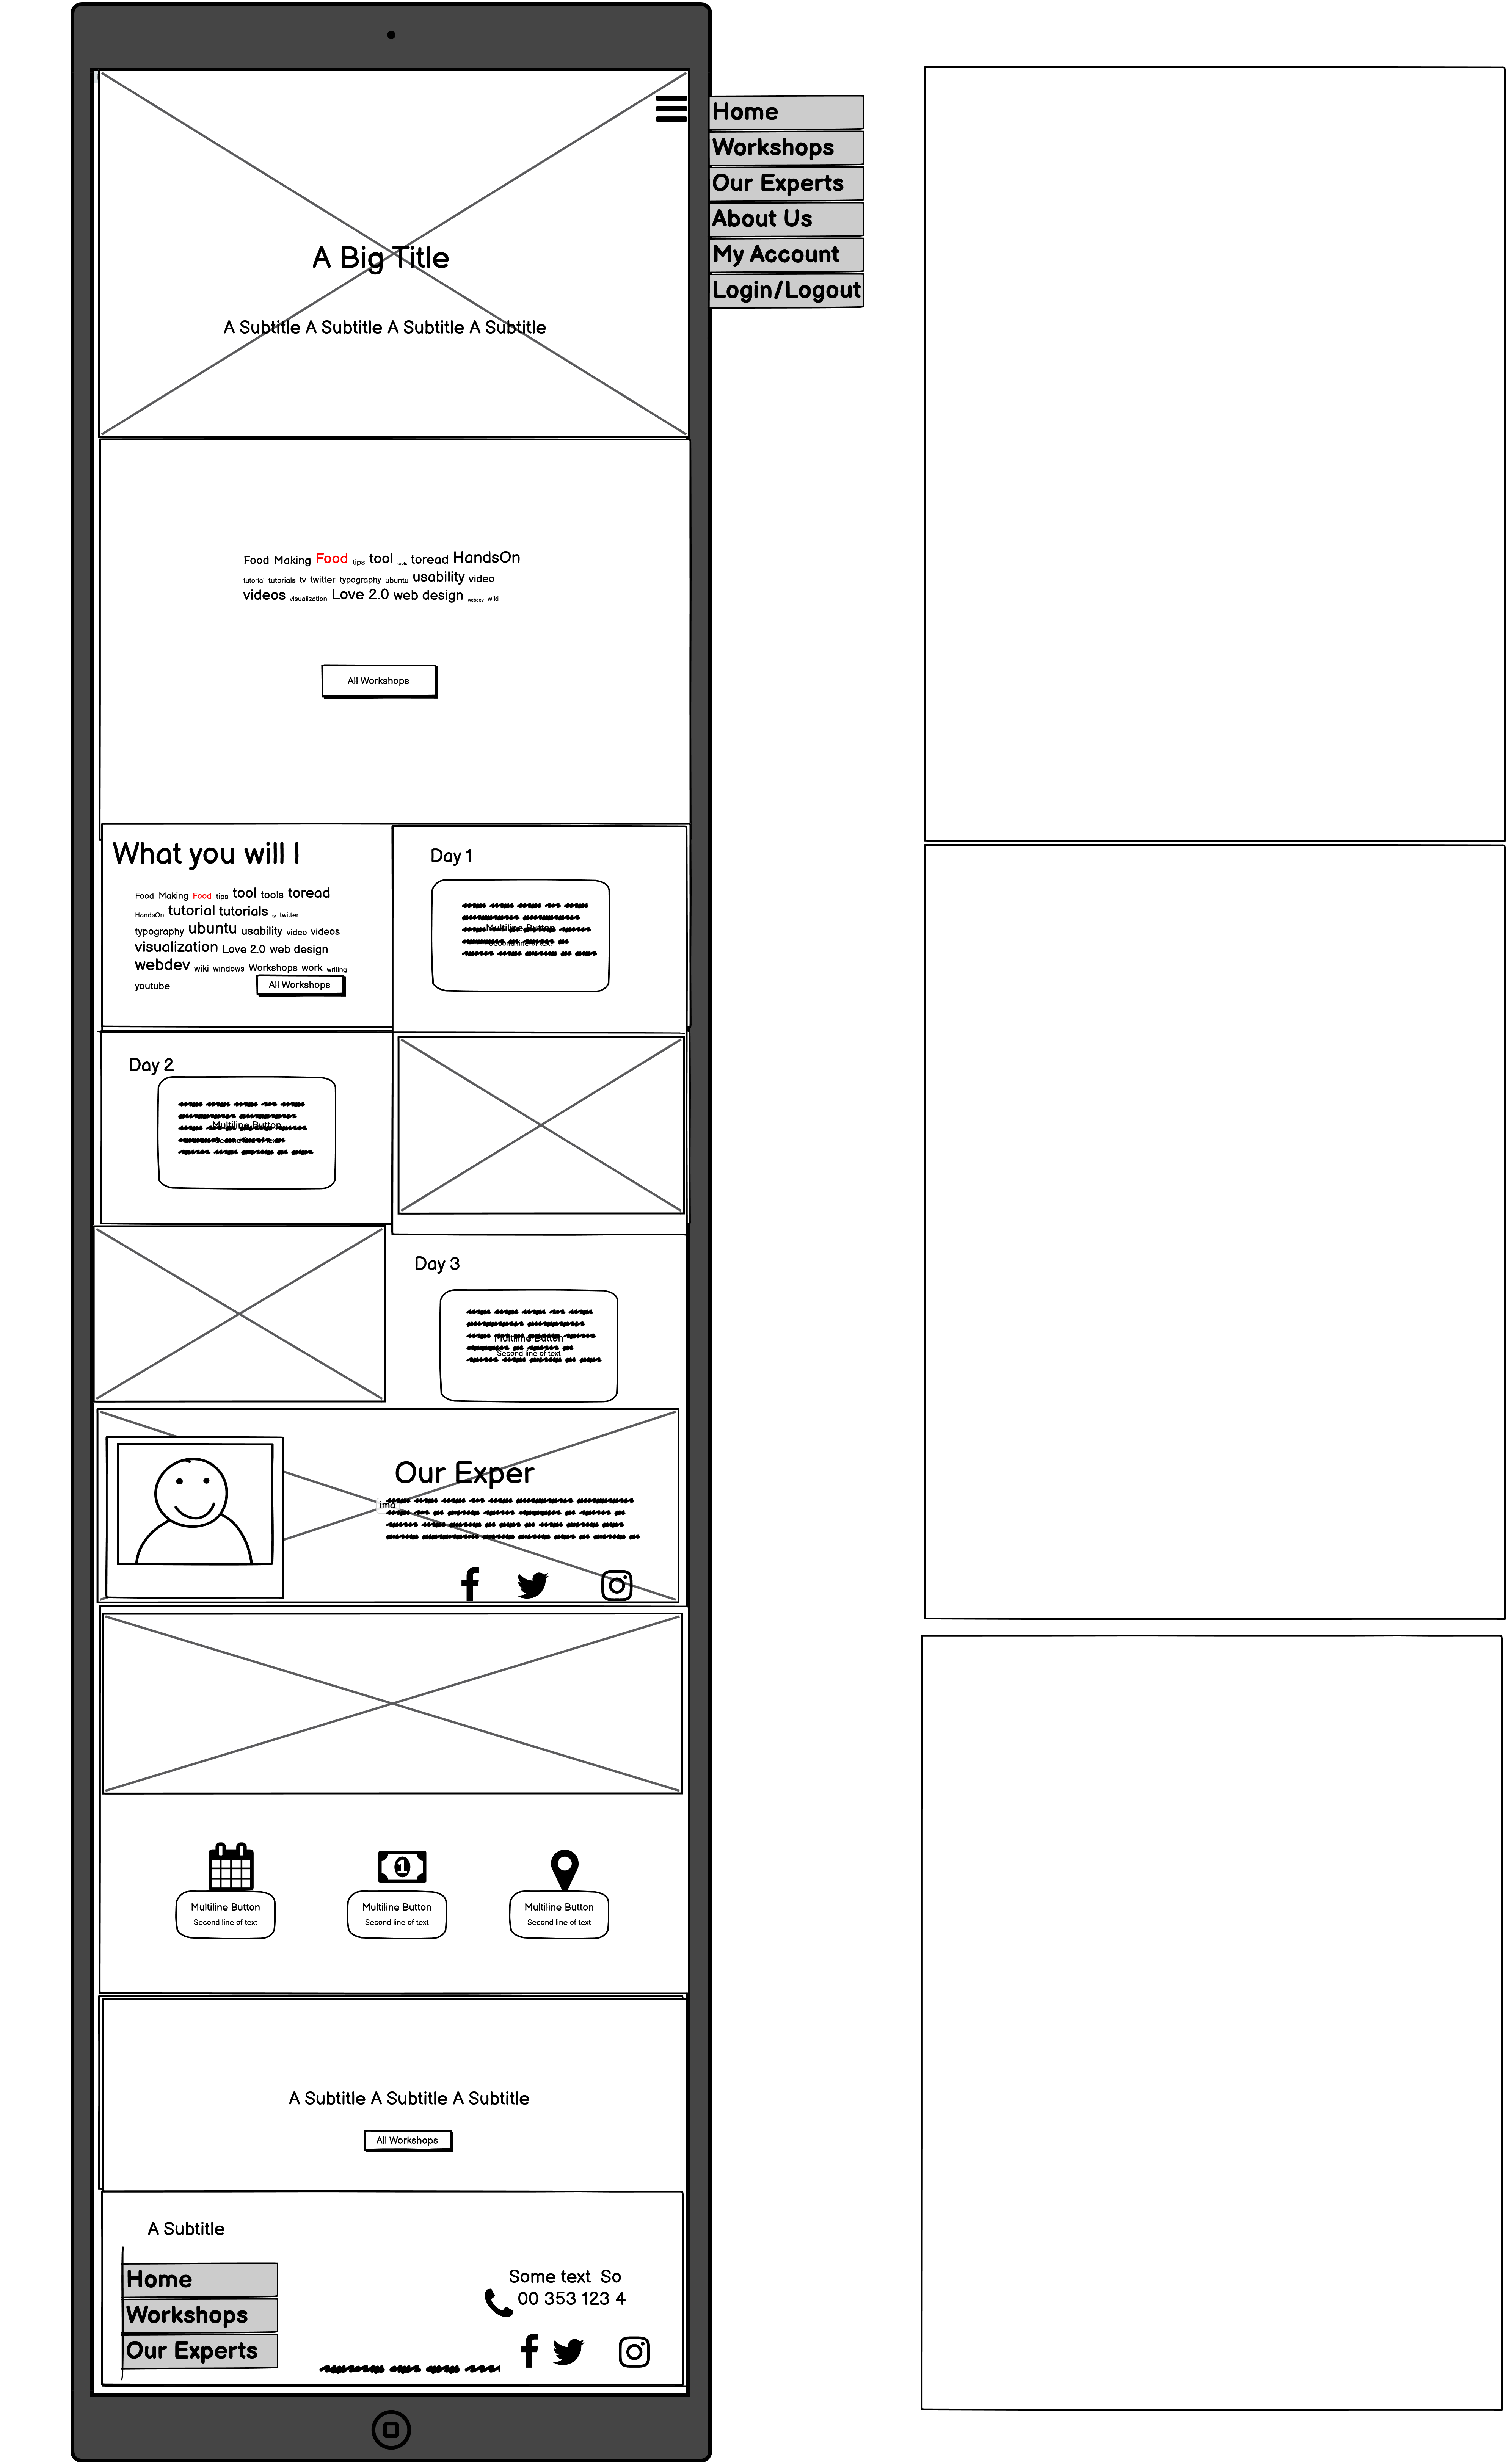 Home
Workshops
Our Experts
About Us
My Account
Login/Logout
A Big Title
A Subtitle A Subtitle A Subtitle A Subtitle
Food Making Food tips tool tools toread HandsOn
tutorial tutorials tv twitter typography ubuntu usability video
videos visualization Love 2.0 web design webdev wiki
All Workshops
What you will l
Food Making Food tips tool tools toread
HandsOn tutorial tutorials tv twitter
typography ubuntu usability video videos
visualization Love 2.0 web design
webdev wiki windows Workshops work writing
youtube
All Workshops
Day 1
Multiline Button
Second line of text
Day 2
Multiline Button
Second line of text
Day 3
Multiline Button
Second line of text
Our Exper
ima
Multiline Button
Second line of text
Multiline Button
Second line of text
Multiline Button
Second line of text
A Subtitle A Subtitle A Subtitle
All Workshops
A Subtitle
Home
Workshops
Our Experts
Some text So
00 353 123 4